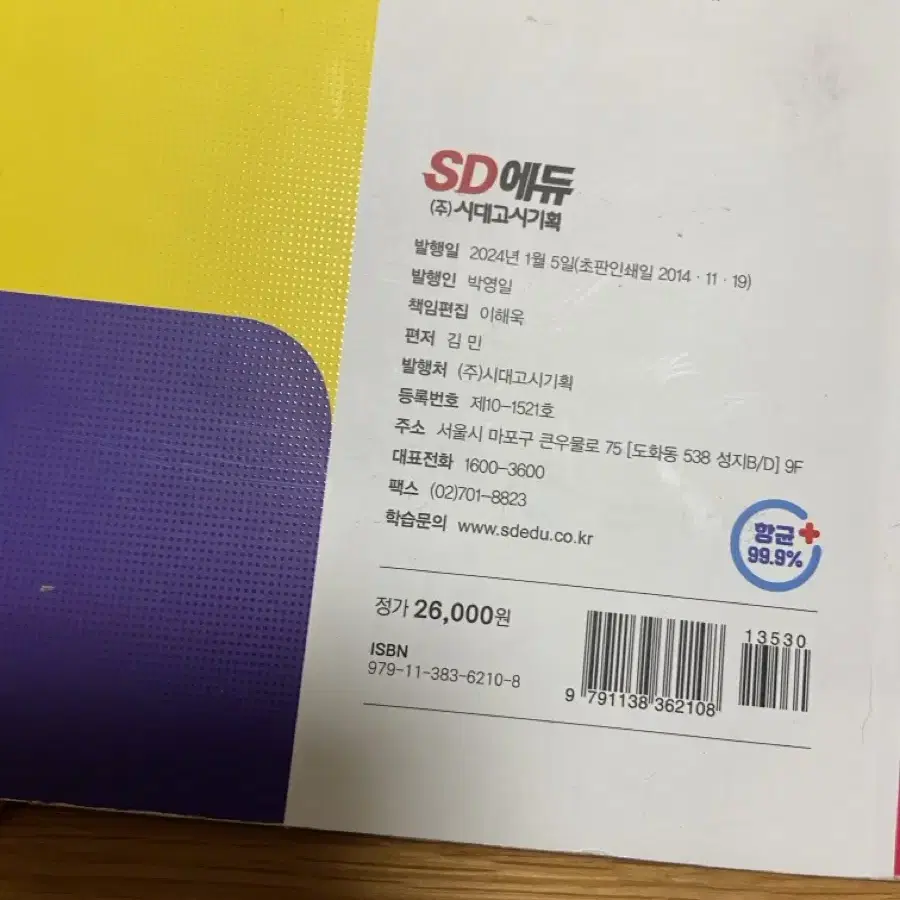 SD에듀
(주)시대고시기획
발행일 2024년 1월 5일(초판인쇄일 2014 · 11 · 19)
발행인 박영일
책임편집 이해욱
편저 김 민
발행처 (주)시대고시기획
등록번호 제10-1521호
주소 서울시 마포구 큰우물로 75 [도화동 538 성지B/D] 9F
대표전화 1600-3600
팩스 (02)701-8823
학습문의 www.sdedu.co.kr
항균+
99.9%
정가 26,000원
ISBN
979-11-383-6210-8
13530
9 791138 362108